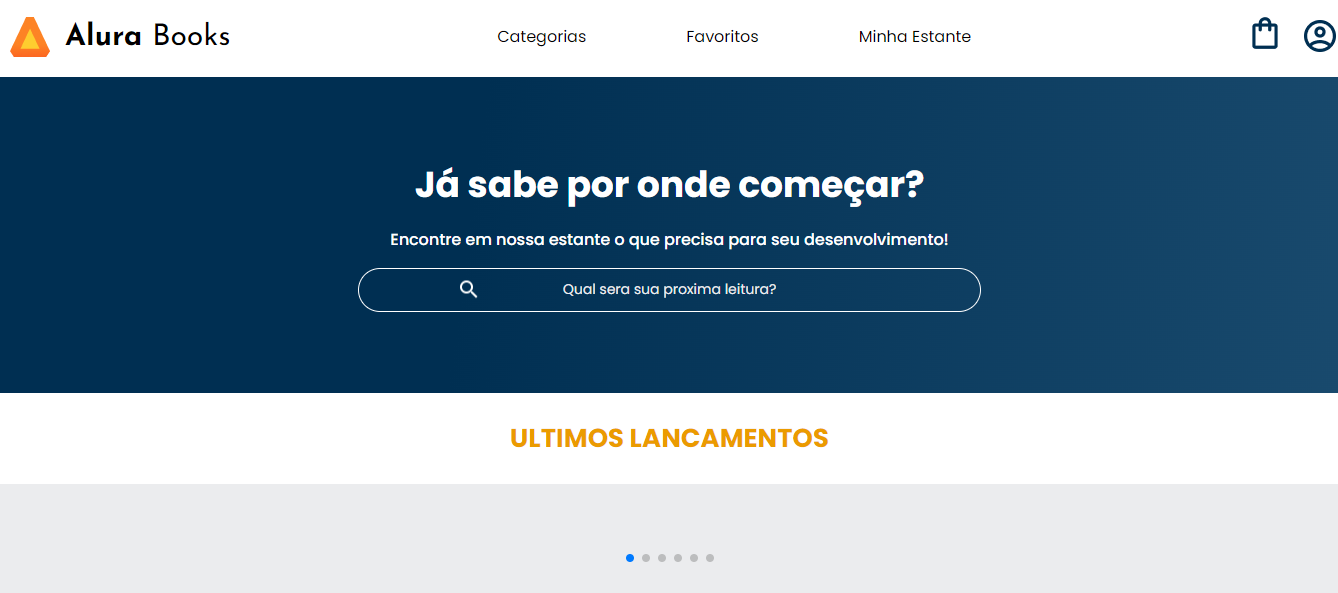 Alura Books
Categorias
Favoritos
Minha Estante
Já sabe por onde começar?
Encontre em nossa estante o que precisa para seu desenvolvimento!
Qual sera sua proxima leitura?
ULTIMOS LANCAMENTOS